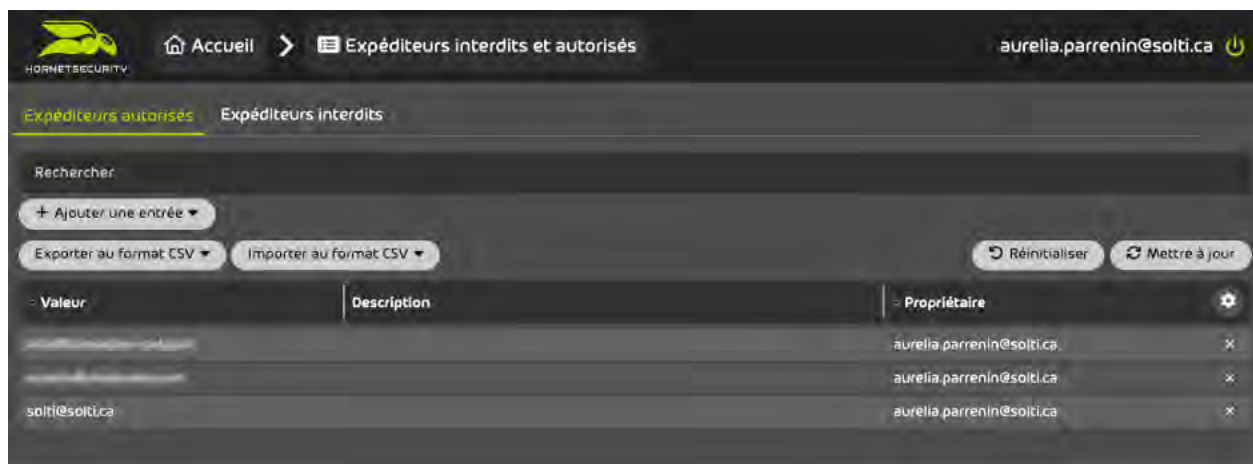 HORNETSECURITY
Accueil > Expéditeurs interdits et autorisés
aurelia.parrenin@solti.ca
Expéditeurs autorisés Expéditeurs interdits
Rechercher
+ Ajouter une entrée
Exporter au format CSV Importer au format CSV Réinitialiser Mettre à jour
Valeur Description Propriétaire
aurelia.parrenin@solti.ca ×
aurelia.parrenin@solti.ca ×
solti@solti.ca aurelia.parrenin@solti.ca ×